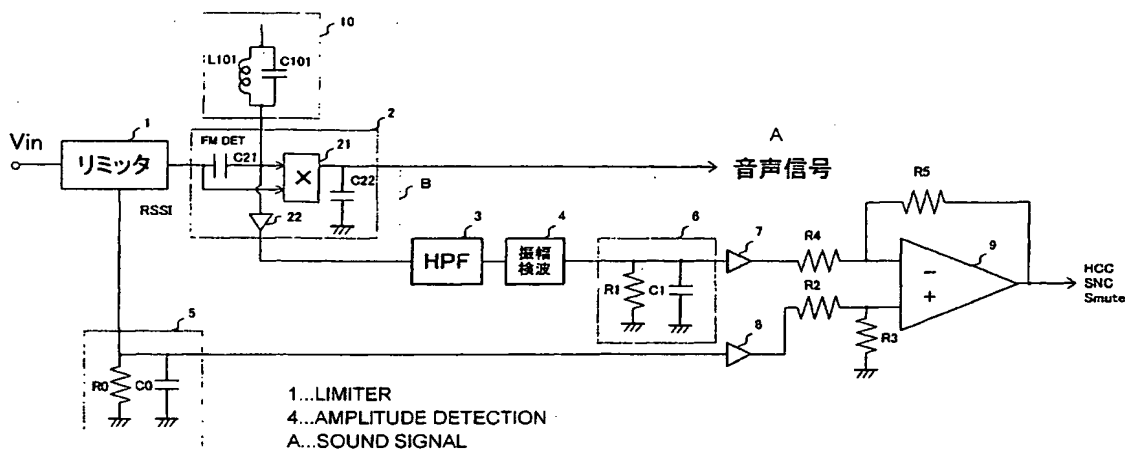 10
L101
C101
1
2
Vin
リミッタ
FM DET
C21
21
×
C22
A
音声信号
B
RSSI
22
3
HPF
4
振幅
検波
6
R1
C1
7
8
R4
R2
R5
R3
9
−
+
HCC
SNC
Smute
5
R0
C0
1...LIMITER
4...AMPLITUDE DETECTION
A...SOUND SIGNAL